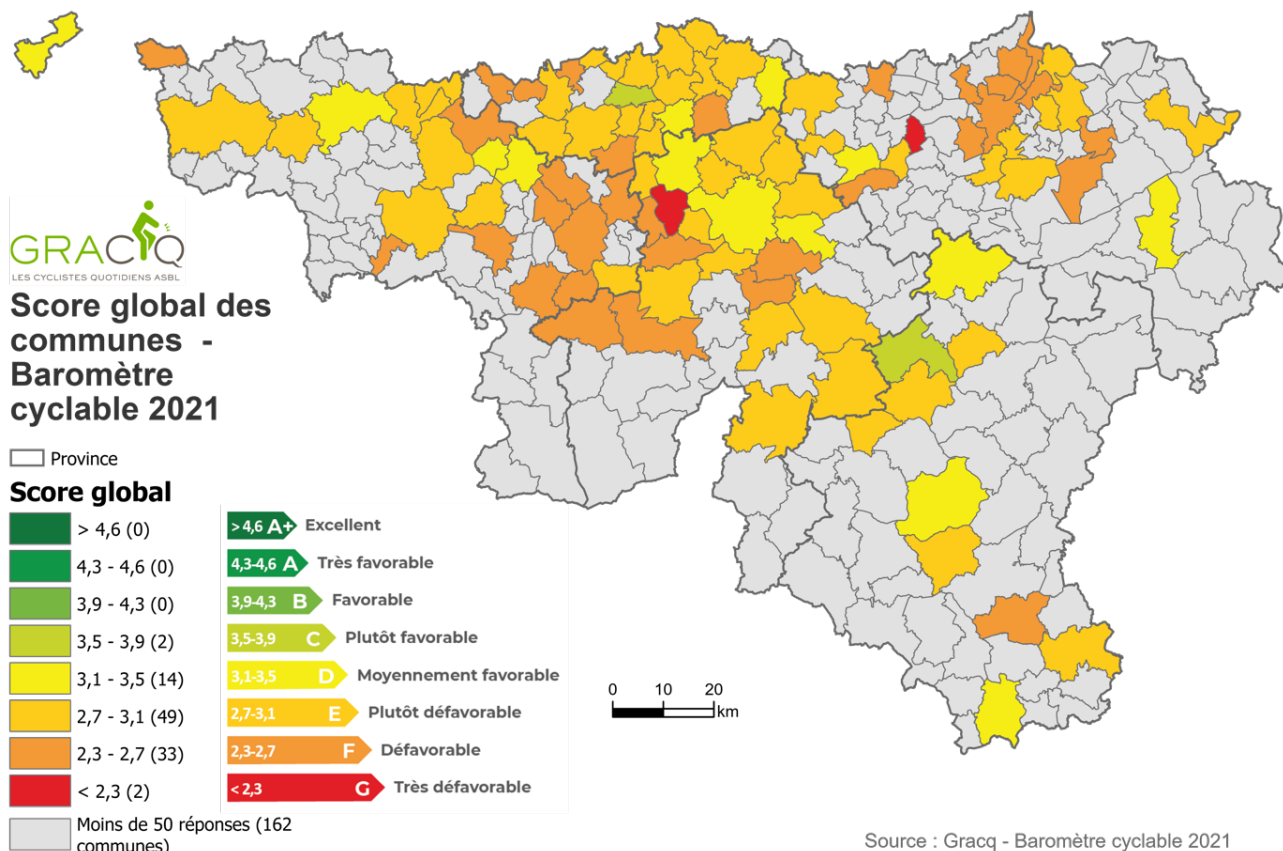 GRACQ
LES CYCLISTES QUOTIDIENS ASBL
Score global des
communes -
Baromètre
cyclable 2021
Province
Score global
> 4,6 (0)
4,3 - 4,6 (0)
3,9 - 4,3 (0)
3,5 - 3,9 (2)
3,1 - 3,5 (14)
2,7 - 3,1 (49)
2,3 - 2,7 (33)
< 2,3 (2)
Moins de 50 réponses (162
communes)
> 4,6 A+ Excellent
4,3-4,6 A Très favorable
3,9-4,3 B Favorable
3,5-3,9 C Plutôt favorable
3,1-3,5 D Moyennement favorable
2,7-3,1 E Plutôt défavorable
2,3-2,7 F Défavorable
< 2,3 G Très défavorable
0 10 20
km
Source : Gracq - Baromètre cyclable 2021